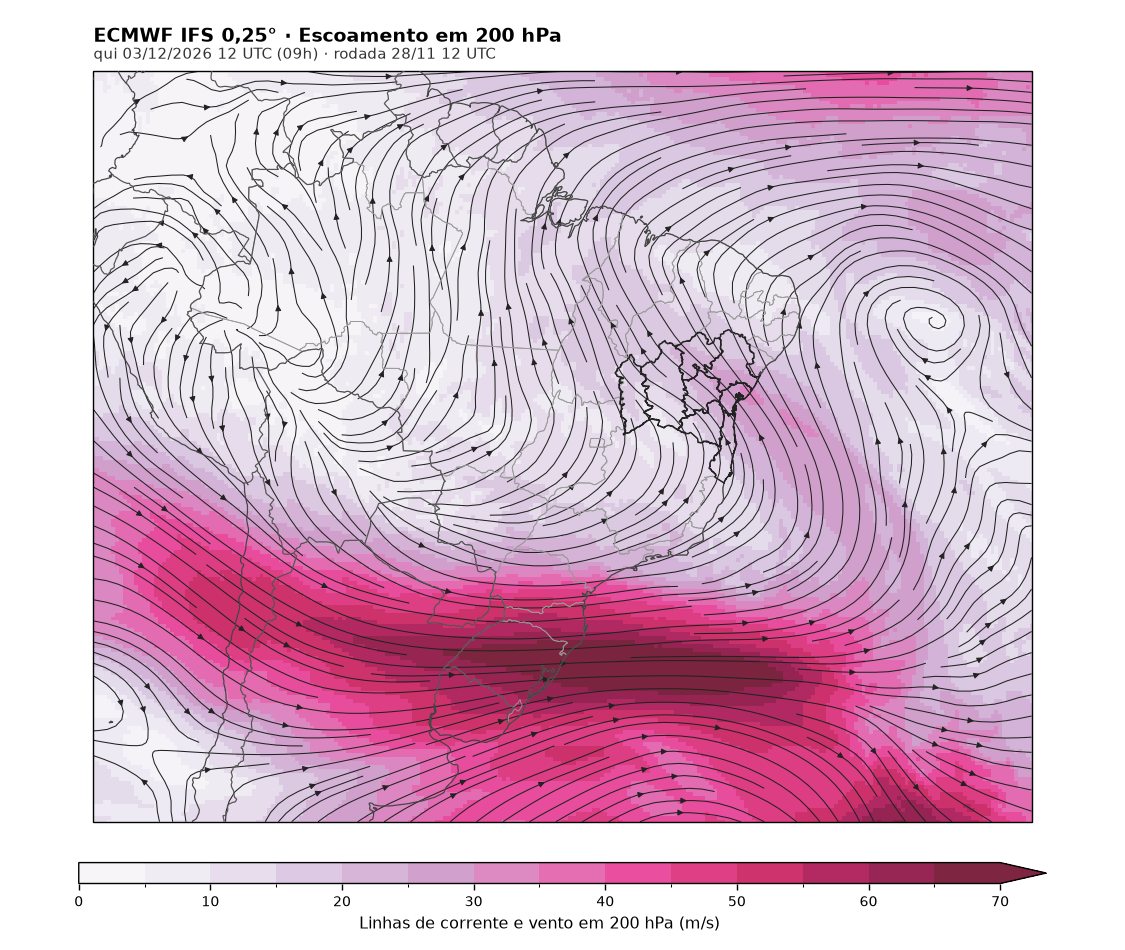 ECMWF IFS 0,25° · Escoamento em 200 hPa
qui 03/12/2026 12 UTC (09h) · rodada 28/11 12 UTC
0 10 20 30 40 50 60 70
Linhas de corrente e vento em 200 hPa (m/s)